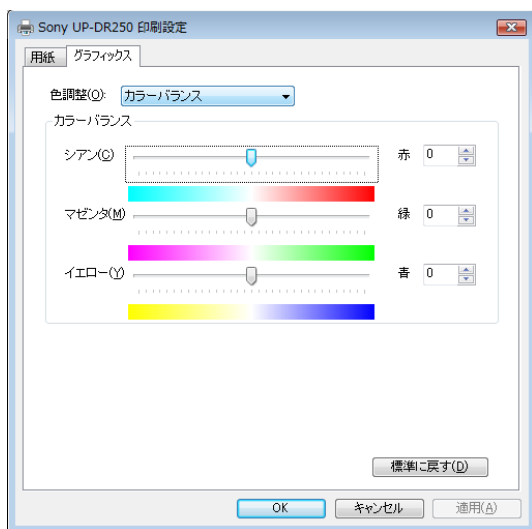 Sony UP-DR250 印刷設定
用紙 グラフィックス
色調整(O): カラーバランス
カラーバランス
シアン(C) 赤 0
マゼンタ(M) 緑 0
イエロー(Y) 青 0
標準に戻す(D)
OK キャンセル 適用(A)